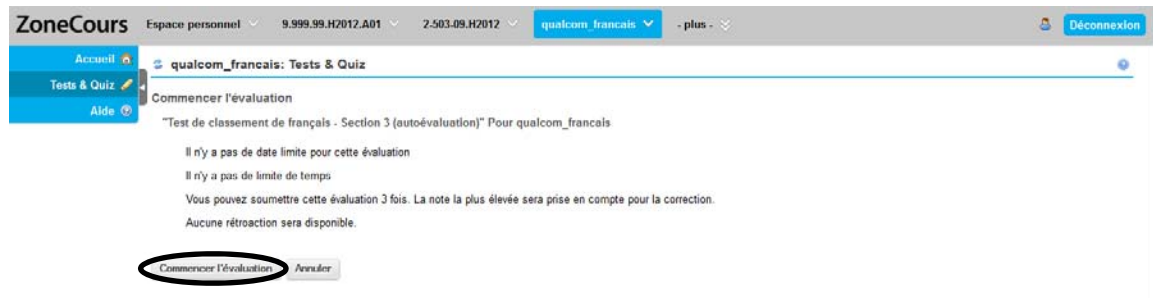 ZoneCours Espace personnel 9.999.99.H2012.A01 2-503-09.H2012 qualcom_francais - plus - Déconnexion
Accueil
Tests & Quiz
Aide
qualcom_francais: Tests & Quiz
Commencer l'évaluation
"Test de classement de français - Section 3 (autoévaluation)" Pour qualcom_francais
Il n'y a pas de date limite pour cette évaluation
Il n'y a pas de limite de temps
Vous pouvez soumettre cette évaluation 3 fois. La note la plus élevée sera prise en compte pour la correction.
Aucune rétroaction sera disponible.
Commencer l'évaluation Annuler